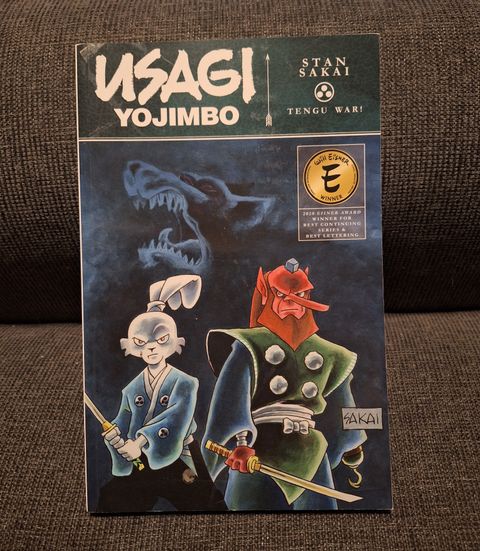 USAGI
YOJIMBO
STAN
SAKAI
TENGU WAR!
Will EISNER
E
WINNER
2020 EISNER AWARD
WINNER FOR
BEST CONTINUING
SERIES &
BEST LETTERING
SAKAI